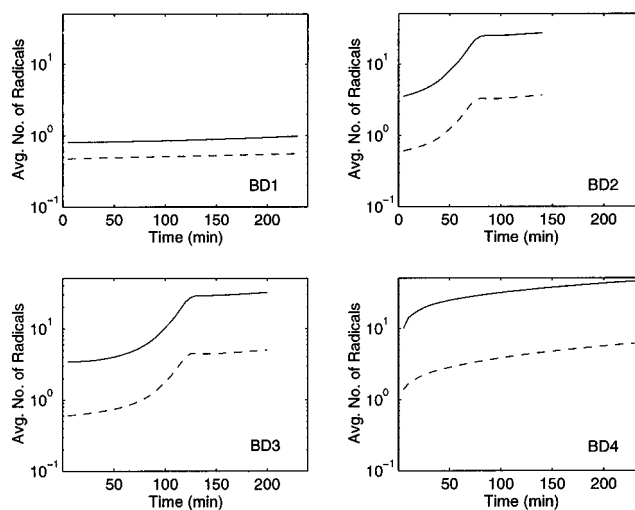 Avg. No. of Radicals
10^1
10^0
10^-1
0 50 100 150 200
Time (min)
BD1
Avg. No. of Radicals
10^1
10^0
10^-1
0 50 100 150 200
Time (min)
BD2
Avg. No. of Radicals
10^1
10^0
10^-1
0 50 100 150 200
Time (min)
BD3
Avg. No. of Radicals
10^1
10^0
10^-1
0 50 100 150 200
Time (min)
BD4